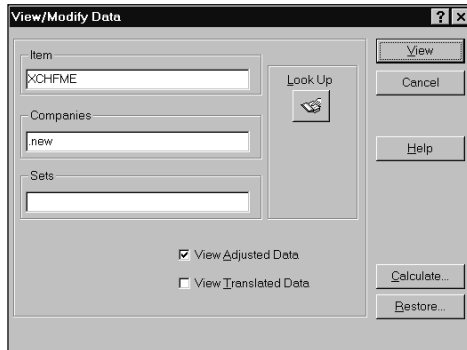 View/Modify Data
Item
XCHFME
Companies
.new
Sets
Look Up
View Adjusted Data
View Translated Data
View
Cancel
Help
Calculate...
Restore...